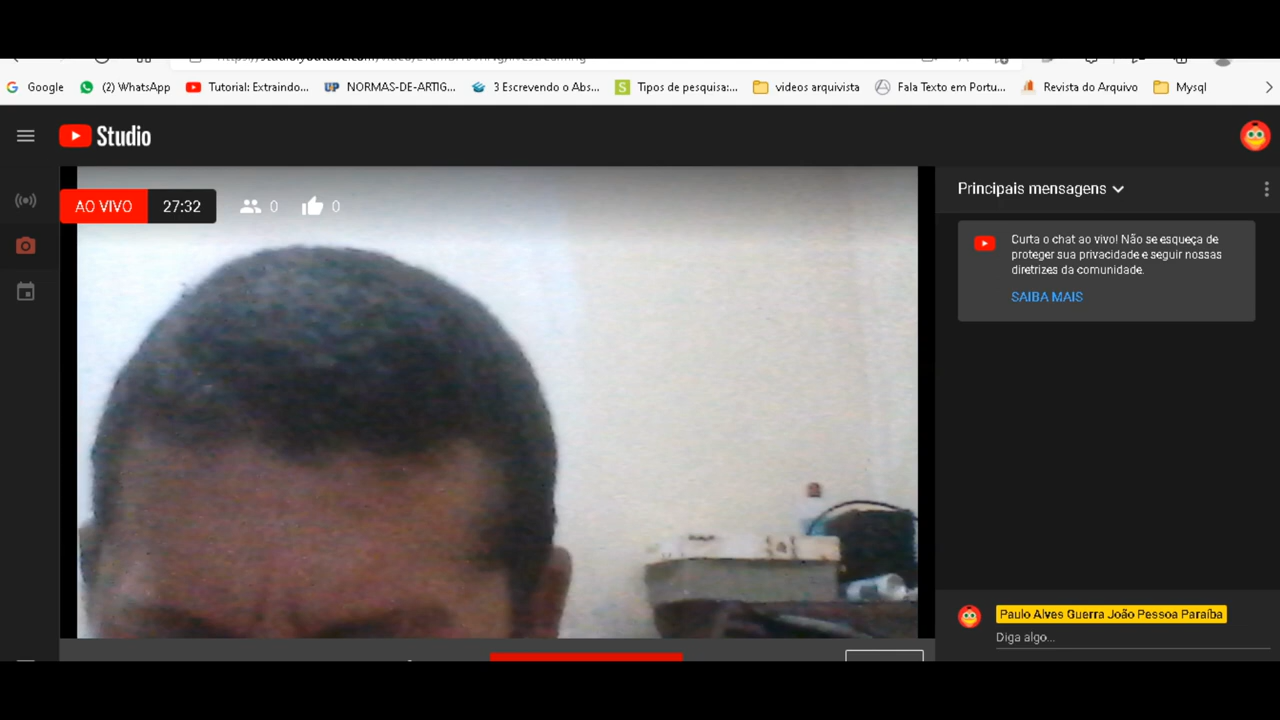 Google
(2) WhatsApp
Tutorial: Extraindo...
UP NORMAS-DE-ARTIG...
3 Escrevendo o Abs...
S Tipos de pesquisa:...
videos arquivista
Fala Texto em Portu...
Revista do Arquivo
Mysql
Studio
AO VIVO 27:32 0 0
Principais mensagens
Curta o chat ao vivo! Não se esqueça de
proteger sua privacidade e seguir nossas
diretrizes da comunidade.
SAIBA MAIS
Paulo Alves Guerra João Pessoa Paraíba
Diga algo...